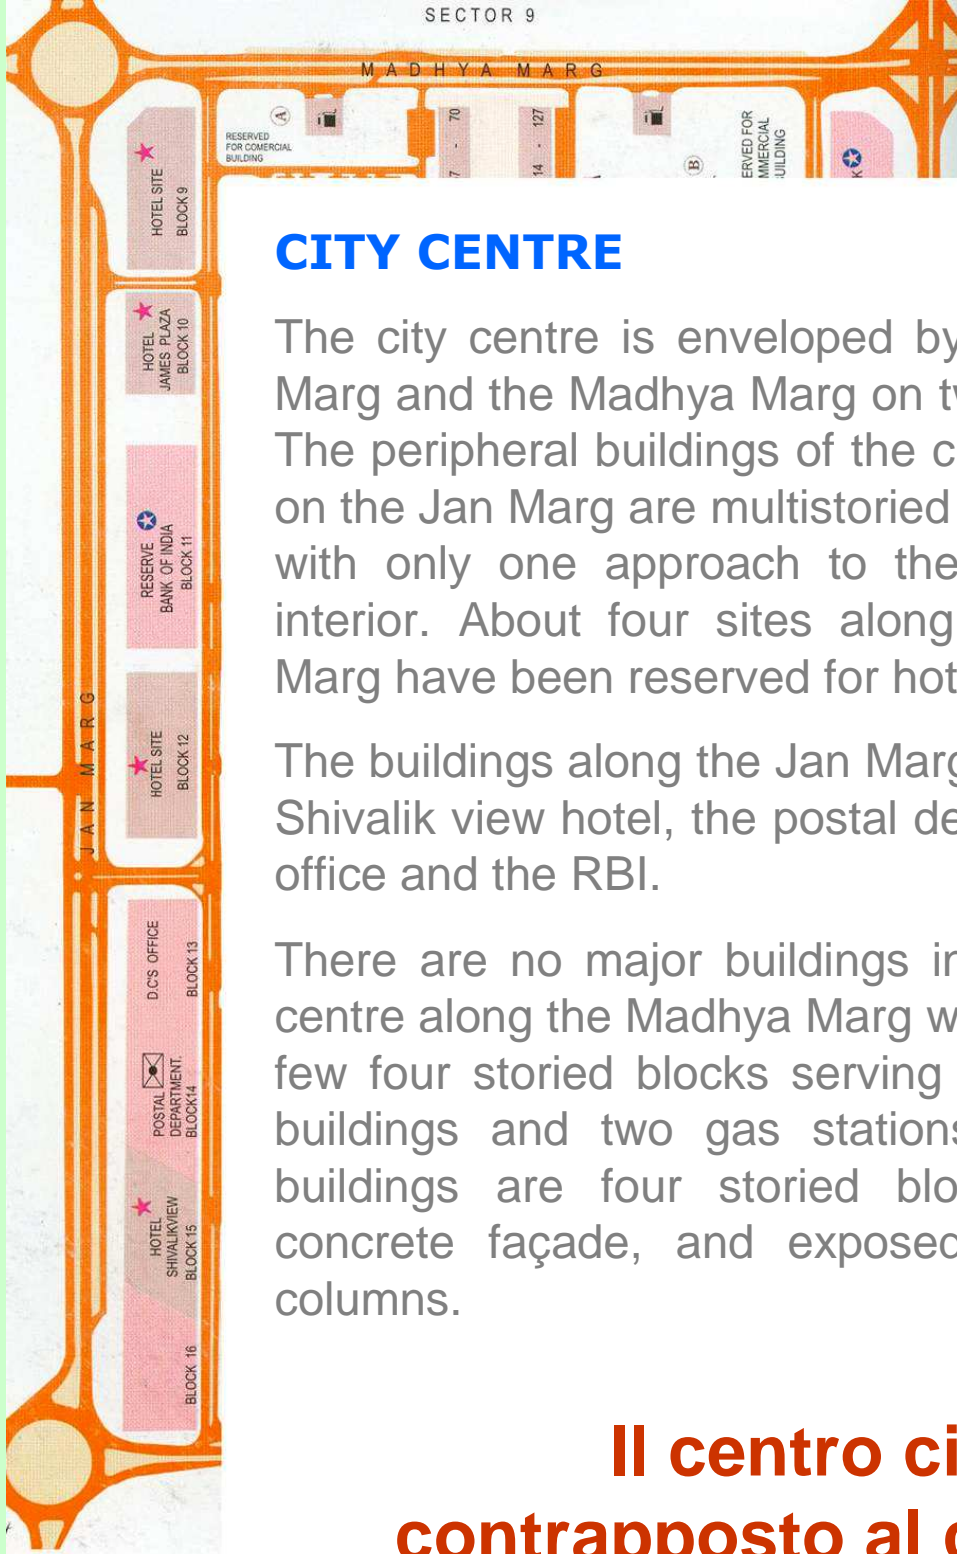 SECTOR 9
MADHYA MARG
A
RESERVED
FOR COMERCIAL
BUILDING
70
127
14 -
B
BUILDING
HOTEL SITE
BLOCK 9
HOTEL
JAMES PLAZA
BLOCK 10
RESERVE
BANK OF INDIA
BLOCK 11
JAN MARG
HOTEL SITE
BLOCK 12
D.C'S OFFICE
BLOCK 13
POSTAL
DEPARTMENT.
BLOCK14
HOTEL
SHIVALIKVIEW
BLOCK 15
BLOCK 16
CITY CENTRE
The city centre is enveloped by
Marg and the Madhya Marg on tw
The peripheral buildings of the c
on the Jan Marg are multistoried
with only one approach to the
interior. About four sites along
Marg have been reserved for hot
The buildings along the Jan Marg
Shivalik view hotel, the postal de
office and the RBI.
There are no major buildings in
centre along the Madhya Marg w
few four storied blocks serving
buildings and two gas stations
buildings are four storied blo
concrete façade, and exposed
columns.
Il centro ci
contrapposto al c